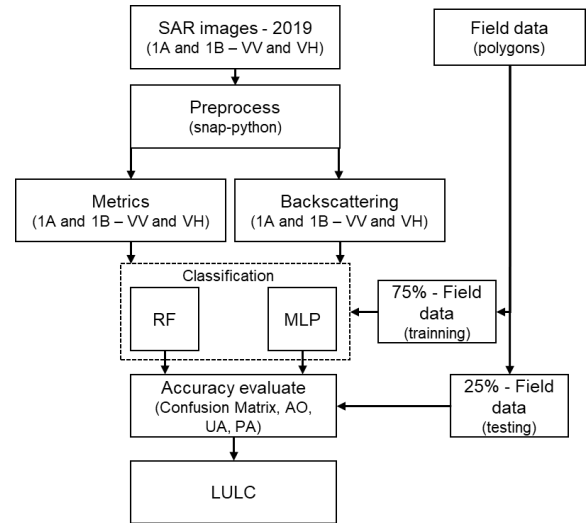 SAR images - 2019
(1A and 1B – VV and VH)
Field data
(polygons)
Preprocess
(snap-python)
Metrics
(1A and 1B – VV and VH)
Backscattering
(1A and 1B – VV and VH)
Classification
RF
MLP
75% - Field
data
(trainning)
Accuracy evaluate
(Confusion Matrix, AO,
UA, PA)
25% - Field
data
(testing)
LULC